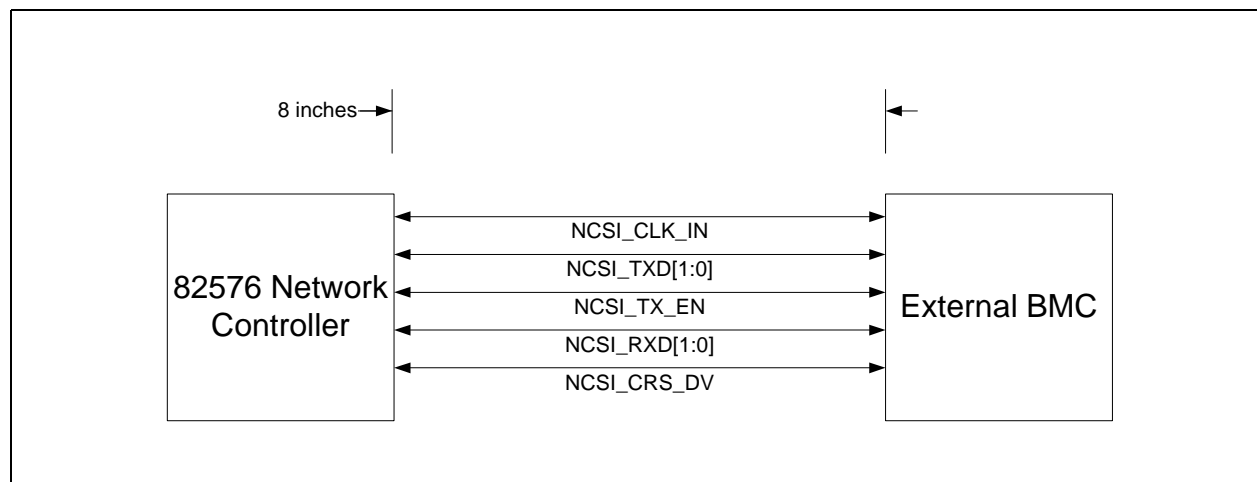 8 inches
NCSI_CLK_IN
NCSI_TXD[1:0]
82576 Network
Controller
NCSI_TX_EN
External BMC
NCSI_RXD[1:0]
NCSI_CRS_DV